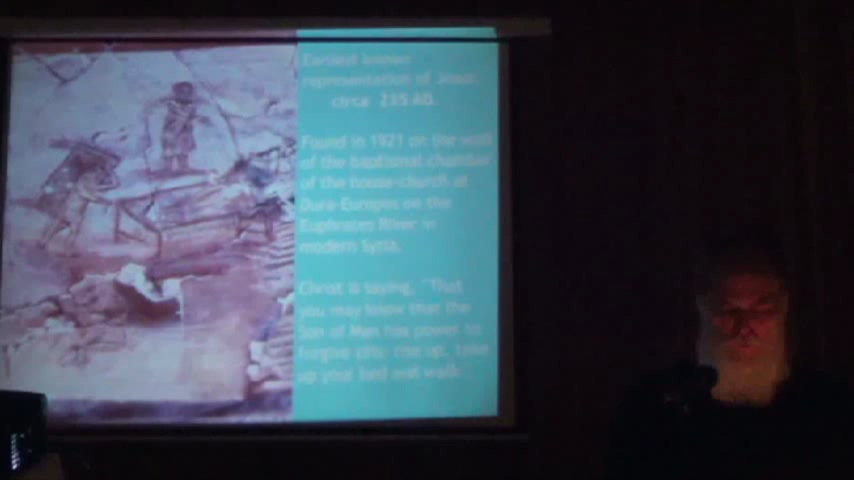 Earliest known
representation of Jesus,
circa 235 AD.
Found in 1921 on the wall
of the baptismal chamber
of the house-church at
Dura-Europos on the
Euphrates River in
modern Syria.
Christ is saying, "That
you may know that the
Son of Man has power to
forgive sins- rise up, take
up your bed and walk.